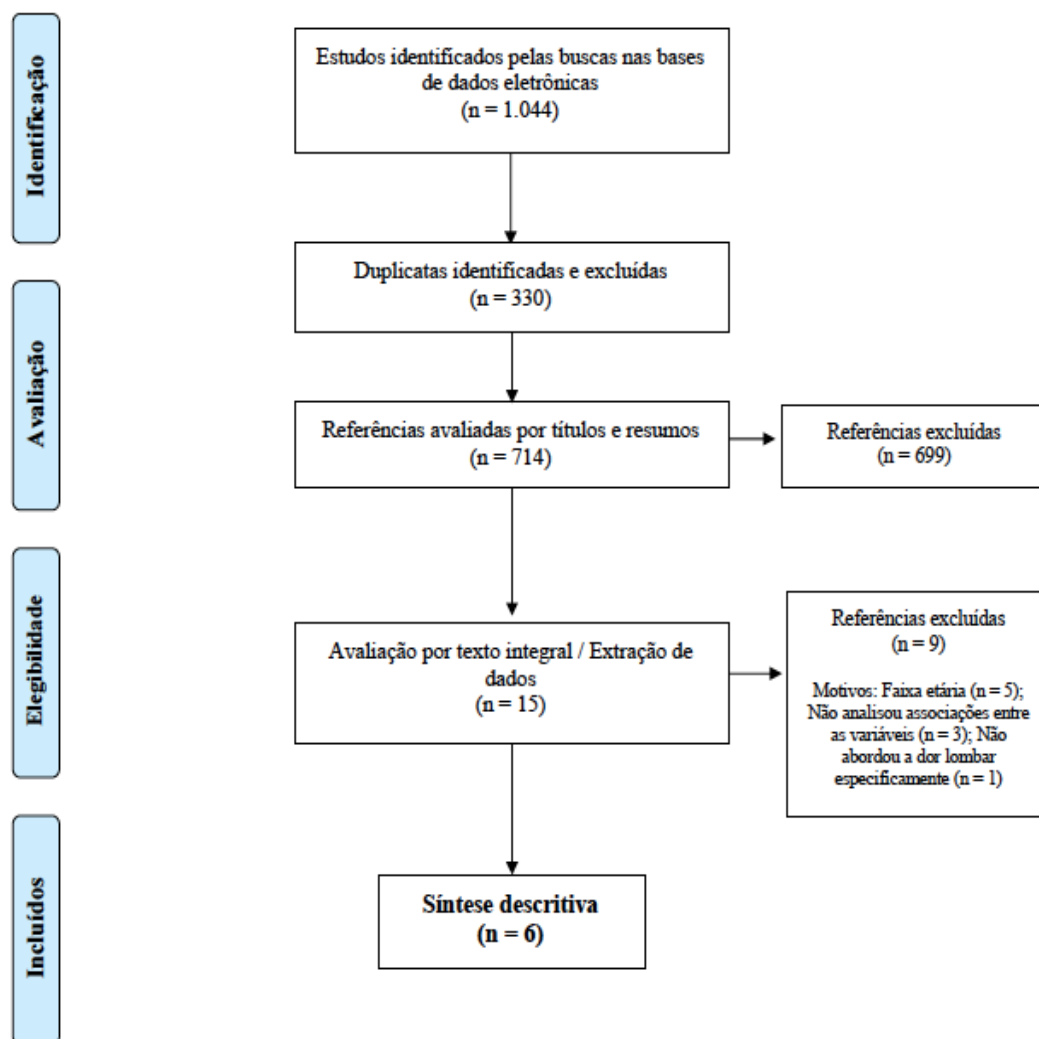 Identificação
Estudos identificados pelas buscas nas bases
de dados eletrônicas
(n = 1.044)
Duplicatas identificadas e excluídas
(n = 330)
Avaliação
Referências avaliadas por títulos e resumos
(n = 714)
Referências excluídas
(n = 699)
Elegibilidade
Avaliação por texto integral / Extração de
dados
(n = 15)
Referências excluídas
(n = 9)
Motivos: Faixa etária (n = 5);
Não analisou associações entre
as variáveis (n = 3); Não
abordou a dor lombar
especificamente (n = 1)
Incluídos
Síntese descritiva
(n = 6)